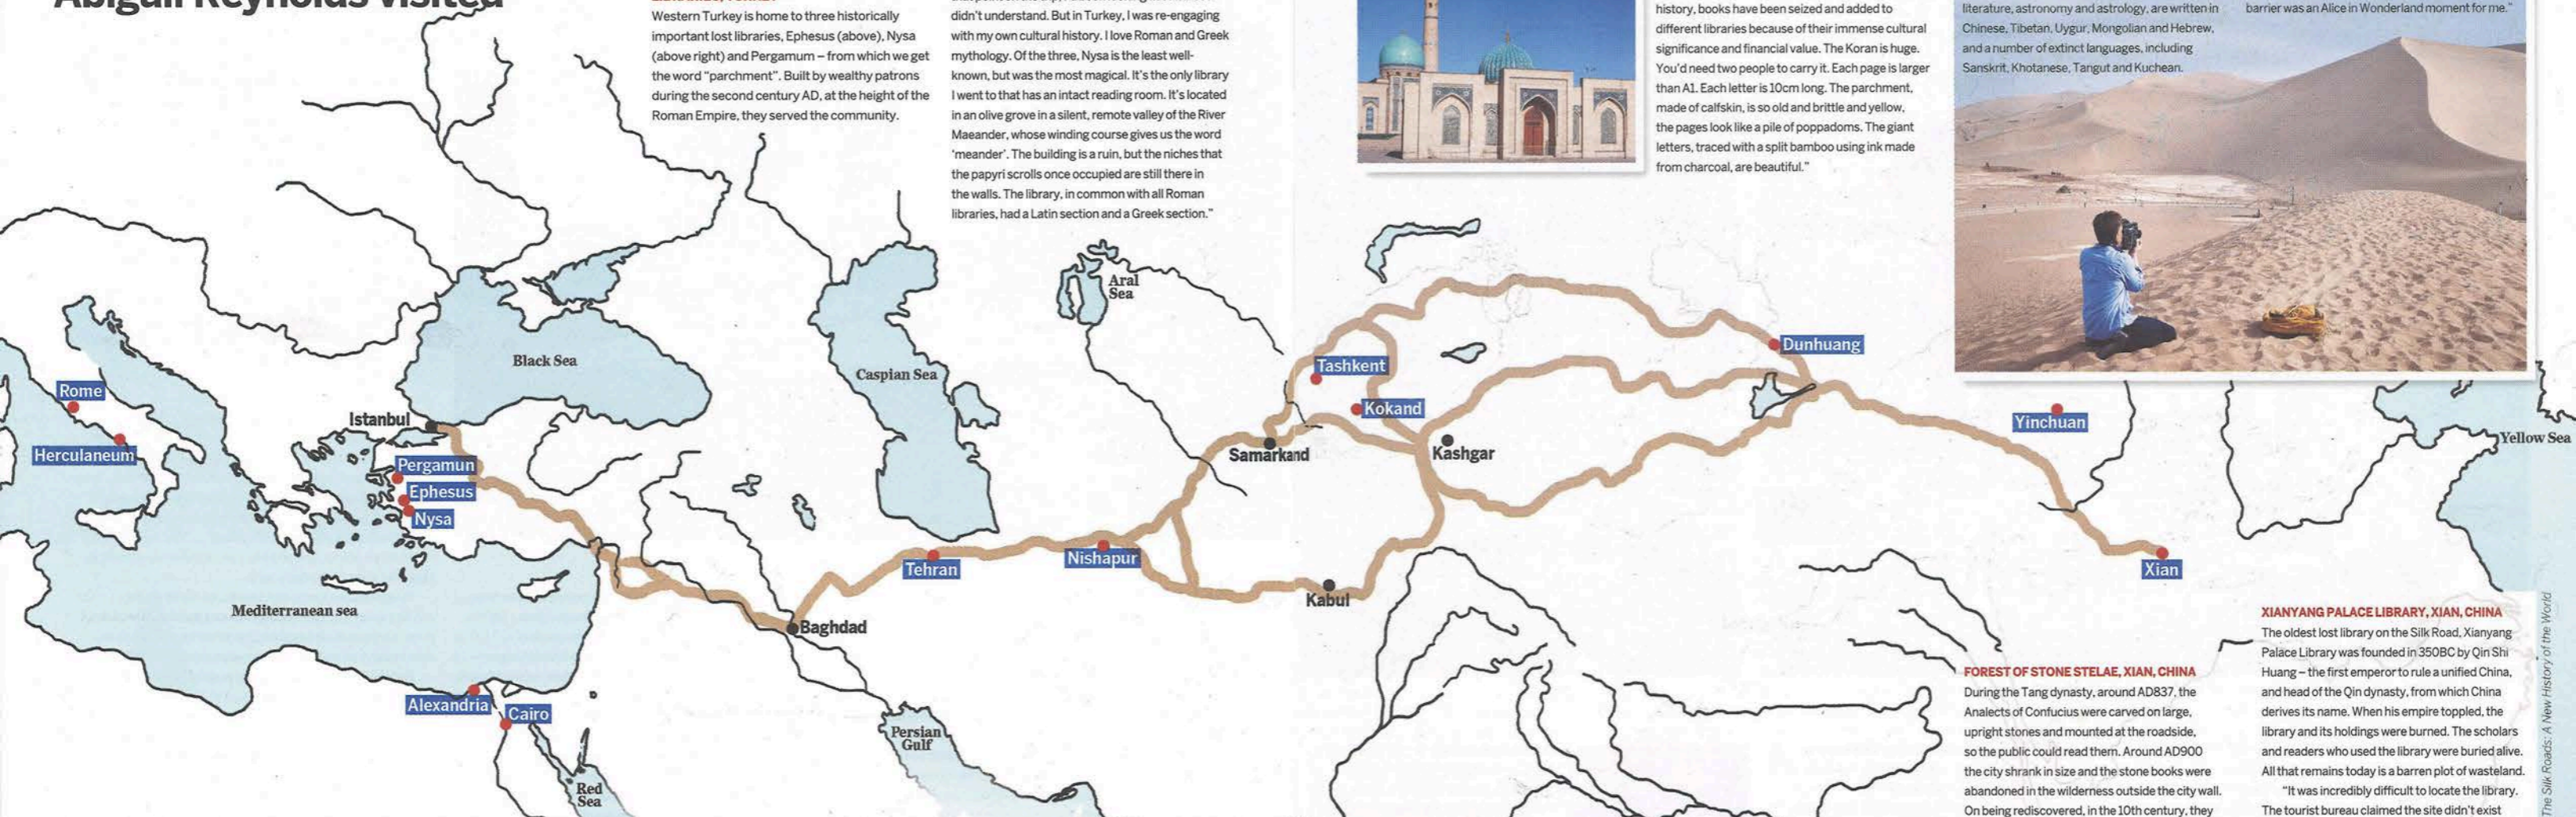 Abigail Reynolds visited
Western Turkey is home to three historically
important lost libraries, Ephesus (above), Nysa
(above right) and Pergamum – from which we get
the word "parchment". Built by wealthy patrons
during the second century AD, at the height of the
Roman Empire, they served the community.
didn't understand. But in Turkey, I was re-engaging
with my own cultural history. I love Roman and Greek
mythology. Of the three, Nysa is the least well-
known, but was the most magical. It's the only library
I went to that has an intact reading room. It's located
in an olive grove in a silent, remote valley of the River
Maeander, whose winding course gives us the word
'meander'. The building is a ruin, but the niches that
the papyri scrolls once occupied are still there in
the walls. The library, in common with all Roman
libraries, had a Latin section and a Greek section."
history, books have been seized and added to
different libraries because of their immense cultural
significance and financial value. The Koran is huge.
You'd need two people to carry it. Each page is larger
than A1. Each letter is 10cm long. The parchment,
made of calfskin, is so old and brittle and yellow,
the pages look like a pile of poppadoms. The giant
letters, traced with a split bamboo using ink made
from charcoal, are beautiful."
literature, astronomy and astrology, are written in
Chinese, Tibetan, Uygur, Mongolian and Hebrew,
and a number of extinct languages, including
Sanskrit, Khotanese, Tangut and Kuchean.
barrier was an Alice in Wonderland moment for me."
Aral
Sea
Black Sea
Caspian Sea
Rome
Istanbul
Herculaneum
Pergamun
Ephesus
Nysa
Tashkent
Kokand
Samarkand
Kashgar
Dunhuang
Yinchuan
Yellow Sea
Tehran
Nishapur
Kabul
Xian
Mediterranean sea
Baghdad
Alexandria
Cairo
Persian
Gulf
Red
Sea
FOREST OF STONE STELAE, XIAN, CHINA
During the Tang dynasty, around AD837, the
Analects of Confucius were carved on large,
upright stones and mounted at the roadside,
so the public could read them. Around AD900
the city shrank in size and the stone books were
abandoned in the wilderness outside the city wall.
On being rediscovered, in the 10th century, they
XIANYANG PALACE LIBRARY, XIAN, CHINA
The oldest lost library on the Silk Road, Xianyang
Palace Library was founded in 350BC by Qin Shi
Huang – the first emperor to rule a unified China,
and head of the Qin dynasty, from which China
derives its name. When his empire toppled, the
library and its holdings were burned. The scholars
and readers who used the library were buried alive.
All that remains today is a barren plot of wasteland.
"It was incredibly difficult to locate the library.
The tourist bureau claimed the site didn't exist
The Silk Roads: A New History of the World